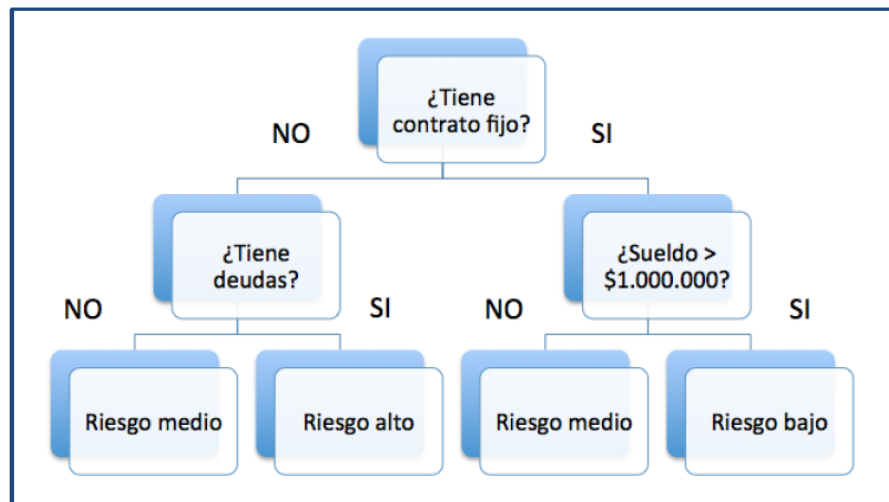 ¿Tiene
contrato fijo?
NO
SI
¿Tiene
deudas?
¿Sueldo >
$1.000.000?
NO
SI
NO
SI
Riesgo medio
Riesgo alto
Riesgo medio
Riesgo bajo